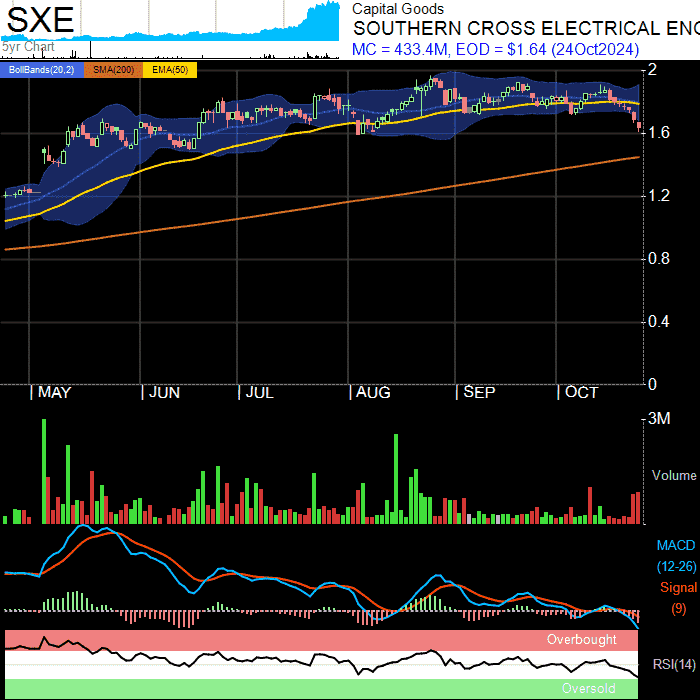 SXE
5yr Chart
Capital Goods
SOUTHERN CROSS ELECTRICAL ENG
MC = 433.4M, EOD = $1.64 (24Oct2024)
BollBands(20,2) SMA(200) EMA(50)
2
1.6
1.2
0.8
0.4
0
MAY JUN JUL AUG SEP OCT
3M
Volume
MACD
(12-26)
Signal
(9)
Overbought
RSI(14)
Oversold